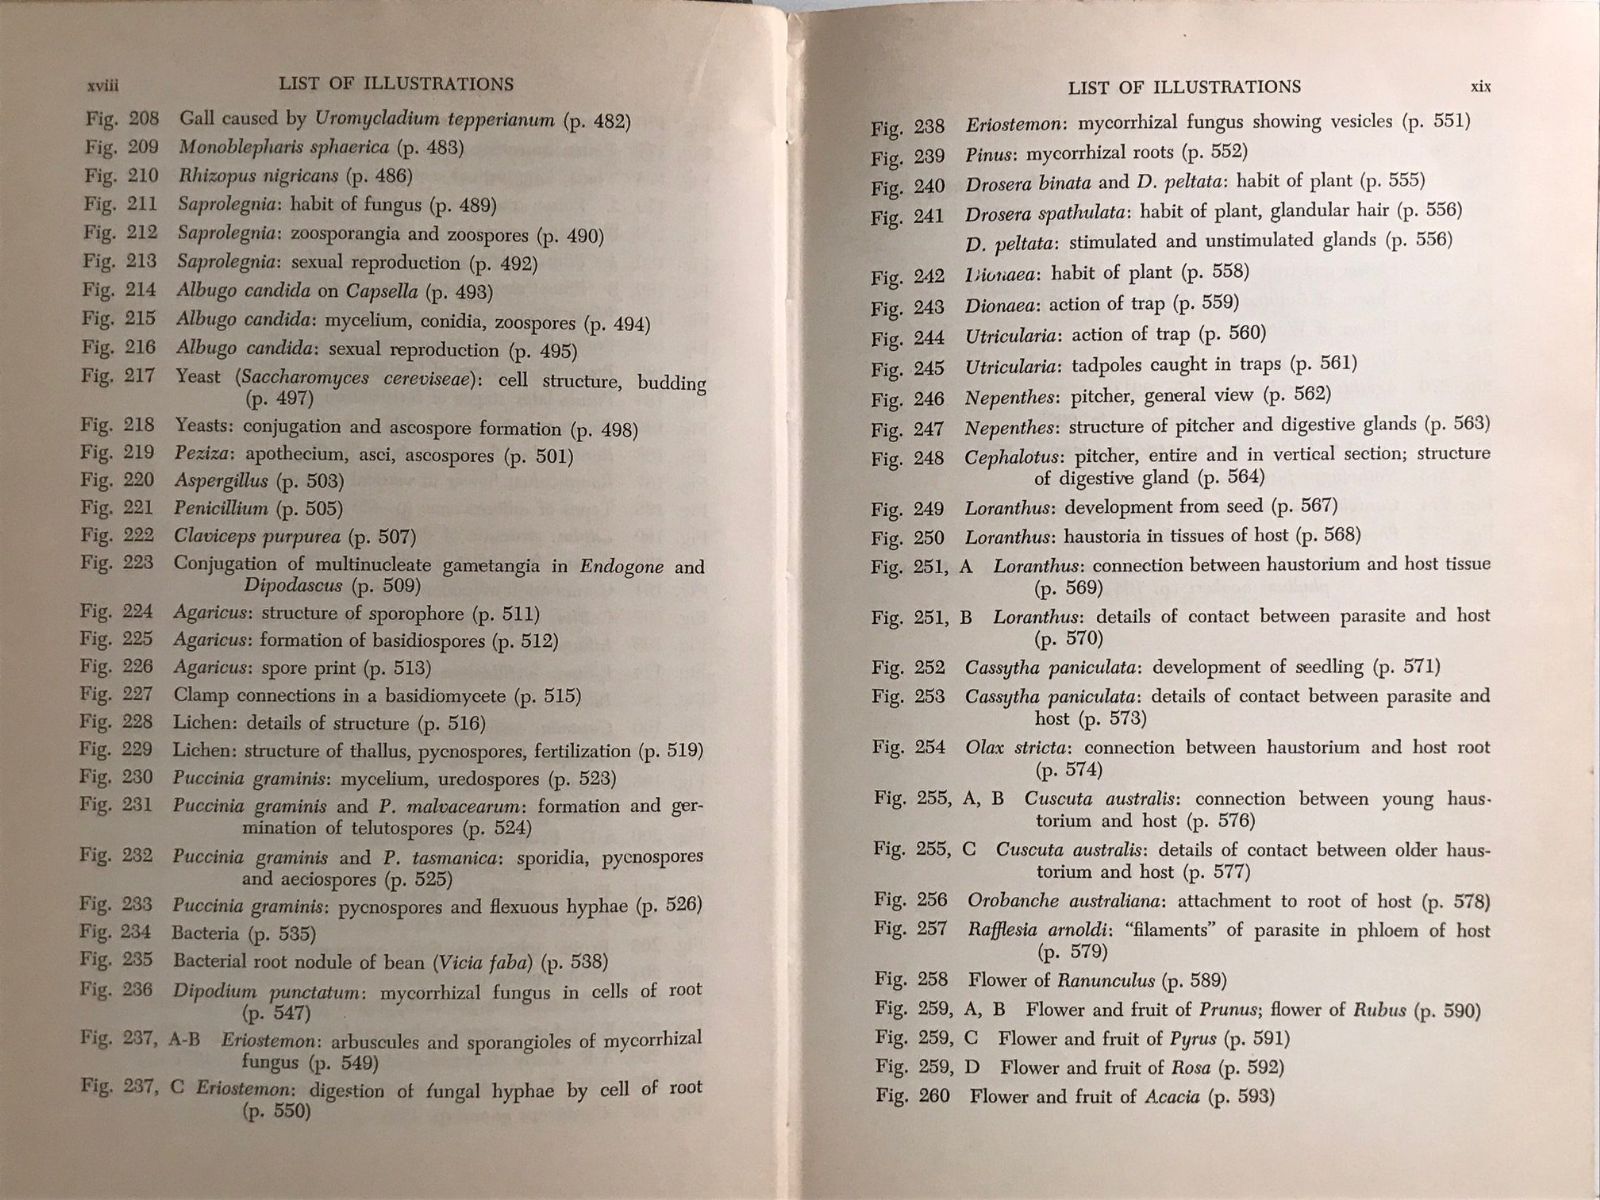 xviii LIST OF ILLUSTRATIONS
Fig. 208 Gall caused by Uromycladium tepperianum (p. 482)
Fig. 209 Monoblepharis sphaerica (p. 483)
Fig. 210 Rhizopus nigricans (p. 486)
Fig. 211 Saprolegnia: habit of fungus (p. 489)
Fig. 212 Saprolegnia: zoosporangia and zoospores (p. 490)
Fig. 213 Saprolegnia: sexual reproduction (p. 492)
Fig. 214 Albugo candida on Capsella (p. 493)
Fig. 215 Albugo candida: mycelium, conidia, zoospores (p. 494)
Fig. 216 Albugo candida: sexual reproduction (p. 495)
Fig. 217 Yeast (Saccharomyces cereviseae): cell structure, budding
(p. 497)
Fig. 218 Yeasts: conjugation and ascospore formation (p. 498)
Fig. 219 Peziza: apothecium, asci, ascospores (p. 501)
Fig. 220 Aspergillus (p. 503)
Fig. 221 Penicillium (p. 505)
Fig. 222 Claviceps purpurea (p. 507)
Fig. 223 Conjugation of multinucleate gametangia in Endogone and
Dipodascus (p. 509)
Fig. 224 Agaricus: structure of sporophore (p. 511)
Fig. 225 Agaricus: formation of basidiospores (p. 512)
Fig. 226 Agaricus: spore print (p. 513)
Fig. 227 Clamp connections in a basidiomycete (p. 515)
Fig. 228 Lichen: details of structure (p. 516)
Fig. 229 Lichen: structure of thallus, pycnospores, fertilization (p. 519)
Fig. 230 Puccinia graminis: mycelium, uredospores (p. 523)
Fig. 231 Puccinia graminis and P. malvacearum: formation and ger-
mination of telutospores (p. 524)
Fig. 232 Puccinia graminis and P. tasmanica: sporidia, pycnospores
and aeciospores (p. 525)
Fig. 233 Puccinia graminis: pycnospores and flexuous hyphae (p. 526)
Fig. 234 Bacteria (p. 535)
Fig. 235 Bacterial root nodule of bean (Vicia faba) (p. 538)
Fig. 236 Dipodium punctatum: mycorrhizal fungus in cells of root
(p. 547)
Fig. 237, A-B Eriostemon: arbuscules and sporangioles of mycorrhizal
fungus (p. 549)
Fig. 237, C Eriostemon: digestion of fungal hyphae by cell of root
(p. 550)
LIST OF ILLUSTRATIONS xix
Fig. 238 Eriostemon: mycorrhizal fungus showing vesicles (p. 551)
Fig. 239 Pinus: mycorrhizal roots (p. 552)
Fig. 240 Drosera binata and D. peltata: habit of plant (p. 555)
Fig. 241 Drosera spathulata: habit of plant, glandular hair (p. 556)
D. peltata: stimulated and unstimulated glands (p. 556)
Fig. 242 Dionaea: habit of plant (p. 558)
Fig. 243 Dionaea: action of trap (p. 559)
Fig. 244 Utricularia: action of trap (p. 560)
Fig. 245 Utricularia: tadpoles caught in traps (p. 561)
Fig. 246 Nepenthes: pitcher, general view (p. 562)
Fig. 247 Nepenthes: structure of pitcher and digestive glands (p. 563)
Fig. 248 Cephalotus: pitcher, entire and in vertical section; structure
of digestive gland (p. 564)
Fig. 249 Loranthus: development from seed (p. 567)
Fig. 250 Loranthus: haustoria in tissues of host (p. 568)
Fig. 251, A Loranthus: connection between haustorium and host tissue
(p. 569)
Fig. 251, B Loranthus: details of contact between parasite and host
(p. 570)
Fig. 252 Cassytha paniculata: development of seedling (p. 571)
Fig. 253 Cassytha paniculata: details of contact between parasite and
host (p. 573)
Fig. 254 Olax stricta: connection between haustorium and host root
(p. 574)
Fig. 255, A, B Cuscuta australis: connection between young haus-
torium and host (p. 576)
Fig. 255, C Cuscuta australis: details of contact between older haus-
torium and host (p. 577)
Fig. 256 Orobanche australiana: attachment to root of host (p. 578)
Fig. 257 Rafflesia arnoldi: “filaments” of parasite in phloem of host
(p. 579)
Fig. 258 Flower of Ranunculus (p. 589)
Fig. 259, A, B Flower and fruit of Prunus; flower of Rubus (p. 590)
Fig. 259, C Flower and fruit of Pyrus (p. 591)
Fig. 259, D Flower and fruit of Rosa (p. 592)
Fig. 260 Flower and fruit of Acacia (p. 593)